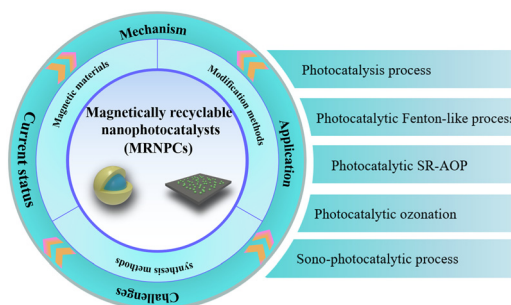 Mechanism
Magnetic materials
Modification methods
Current status
Magnetically recyclable
nanophotocatalysts
(MRNPCs)
Application
synthesis methods
Challenges
Photocatalysis process
Photocatalytic Fenton-like process
Photocatalytic SR-AOP
Photocatalytic ozonation
Sono-photocatalytic process